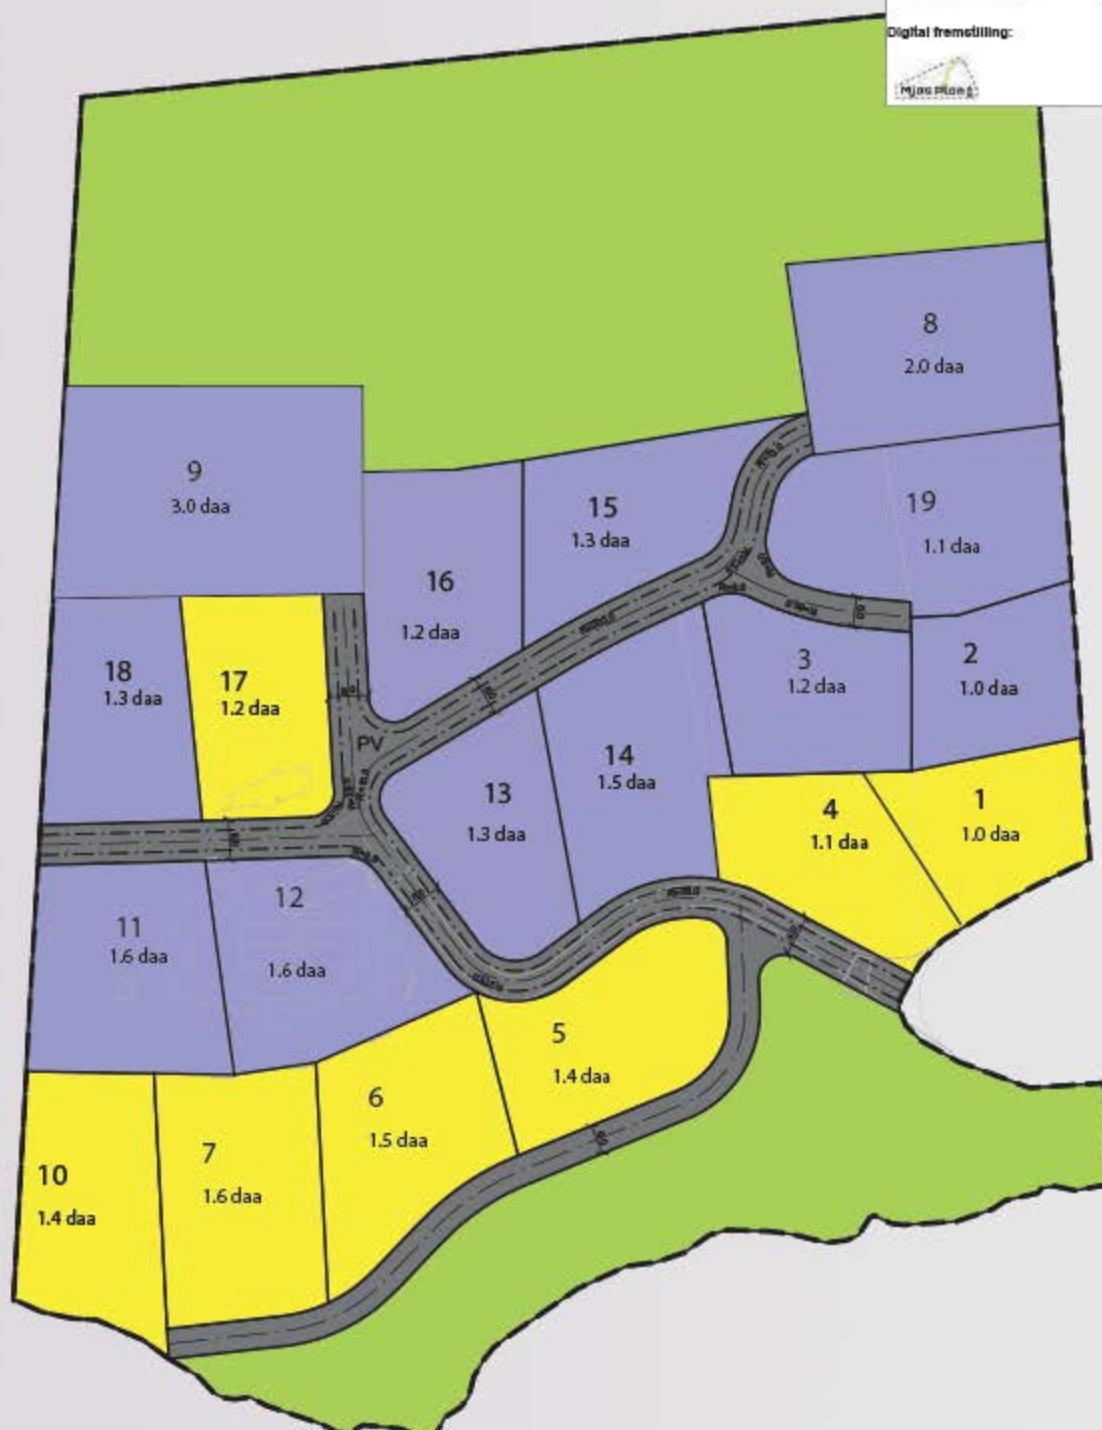 Digital fremstilling:
Mjøs Plan
8
2.0 daa
9
3.0 daa
15
1.3 daa
19
1.1 daa
16
1.2 daa
18
1.3 daa
17
1.2 daa
3
1.2 daa
2
1.0 daa
PV
14
1.5 daa
13
1.3 daa
4
1.1 daa
1
1.0 daa
12
1.6 daa
11
1.6 daa
5
1.4 daa
6
1.5 daa
7
1.6 daa
10
1.4 daa